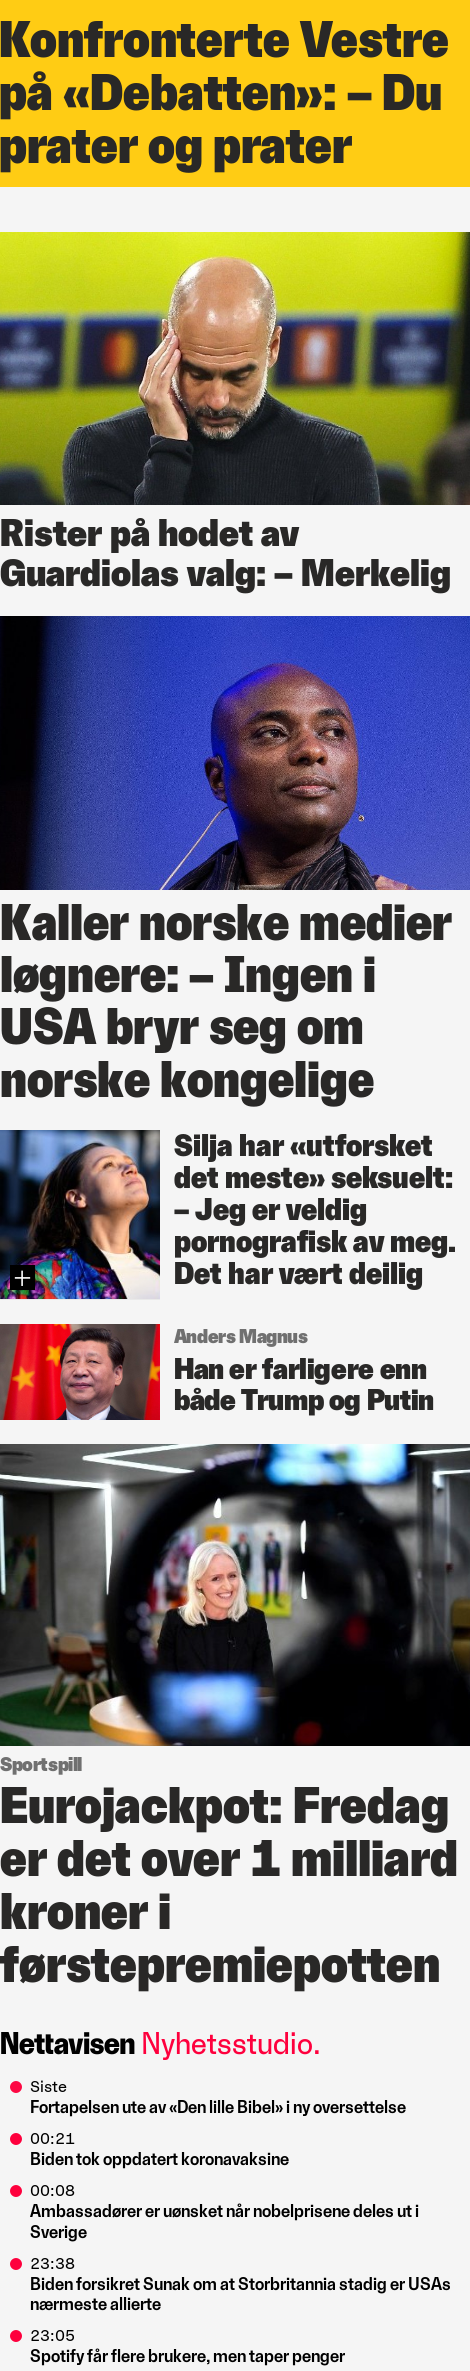 Konfronterte Vestre
på «Debatten»: – Du
prater og prater
Rister på hodet av
Guardiolas valg: – Merkelig
Kaller norske medier
løgnere: – Ingen i
USA bryr seg om
norske kongelige
Silja har «utforsket
det meste» seksuelt:
– Jeg er veldig
pornografisk av meg.
Det har vært deilig
Anders Magnus
Han er farligere enn
både Trump og Putin
Sportspill
Eurojackpot: Fredag
er det over 1 milliard
kroner i
førstepremiepotten
Nettavisen Nyhetsstudio.
Siste
Fortapelsen ute av «Den lille Bibel» i ny oversettelse
00:21
Biden tok oppdatert koronavaksine
00:08
Ambassadører er uønsket når nobelprisene deles ut i
Sverige
23:38
Biden forsikret Sunak om at Storbritannia stadig er USAs
nærmeste allierte
23:05
Spotify får flere brukere, men taper penger